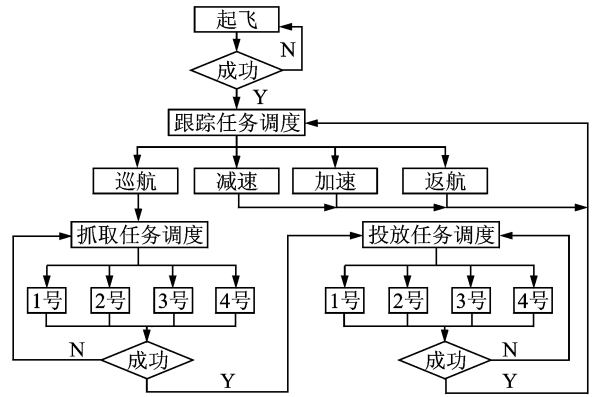 起飞
N
成功
Y
跟踪任务调度
巡航
减速
加速
返航
抓取任务调度
投放任务调度
1号
2号
3号
4号
1号
2号
3号
4号
N
成功
Y
成功
N
Y